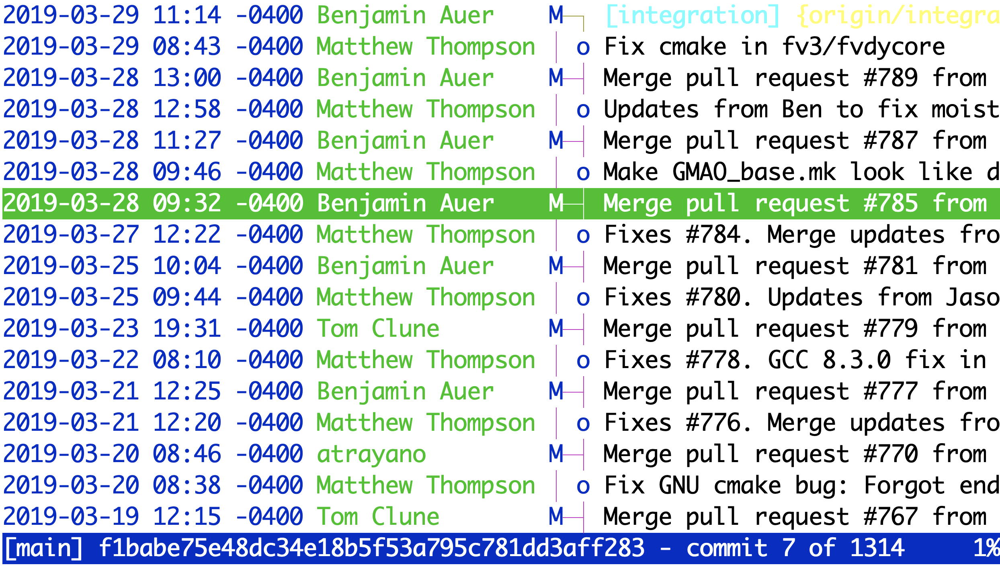 2019-03-29 11:14 -0400 Benjamin Auer M [integration] {origin/integra
2019-03-29 08:43 -0400 Matthew Thompson o Fix cmake in fv3/fvdycore
2019-03-28 13:00 -0400 Benjamin Auer M Merge pull request #789 from
2019-03-28 12:58 -0400 Matthew Thompson o Updates from Ben to fix moist
2019-03-28 11:27 -0400 Benjamin Auer M Merge pull request #787 from
2019-03-28 09:46 -0400 Matthew Thompson o Make GMAO_base.mk look like d
2019-03-28 09:32 -0400 Benjamin Auer M Merge pull request #785 from
2019-03-27 12:22 -0400 Matthew Thompson o Fixes #784. Merge updates fro
2019-03-25 10:04 -0400 Benjamin Auer M Merge pull request #781 from
2019-03-25 09:44 -0400 Matthew Thompson o Fixes #780. Updates from Jaso
2019-03-23 19:31 -0400 Tom Clune M Merge pull request #779 from
2019-03-22 08:10 -0400 Matthew Thompson o Fixes #778. GCC 8.3.0 fix in
2019-03-21 12:25 -0400 Benjamin Auer M Merge pull request #777 from
2019-03-21 12:20 -0400 Matthew Thompson o Fixes #776. Merge updates fro
2019-03-20 08:46 -0400 atrayano M Merge pull request #770 from
2019-03-20 08:38 -0400 Matthew Thompson o Fix GNU cmake bug: Forgot end
2019-03-19 12:15 -0400 Tom Clune M Merge pull request #767 from
[main] f1babe75e48dc34e18b5f53a795c781dd3aff283 - commit 7 of 1314 1%